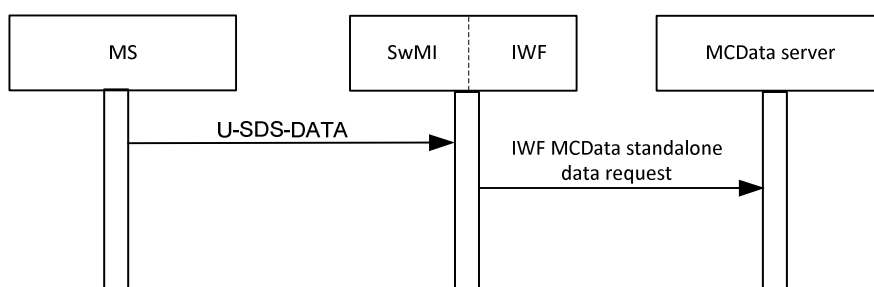 MS
SwMI
IWF
MCData server
U-SDS-DATA
IWF MCData standalone
data request